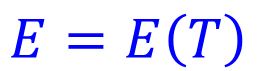 E = E(T)